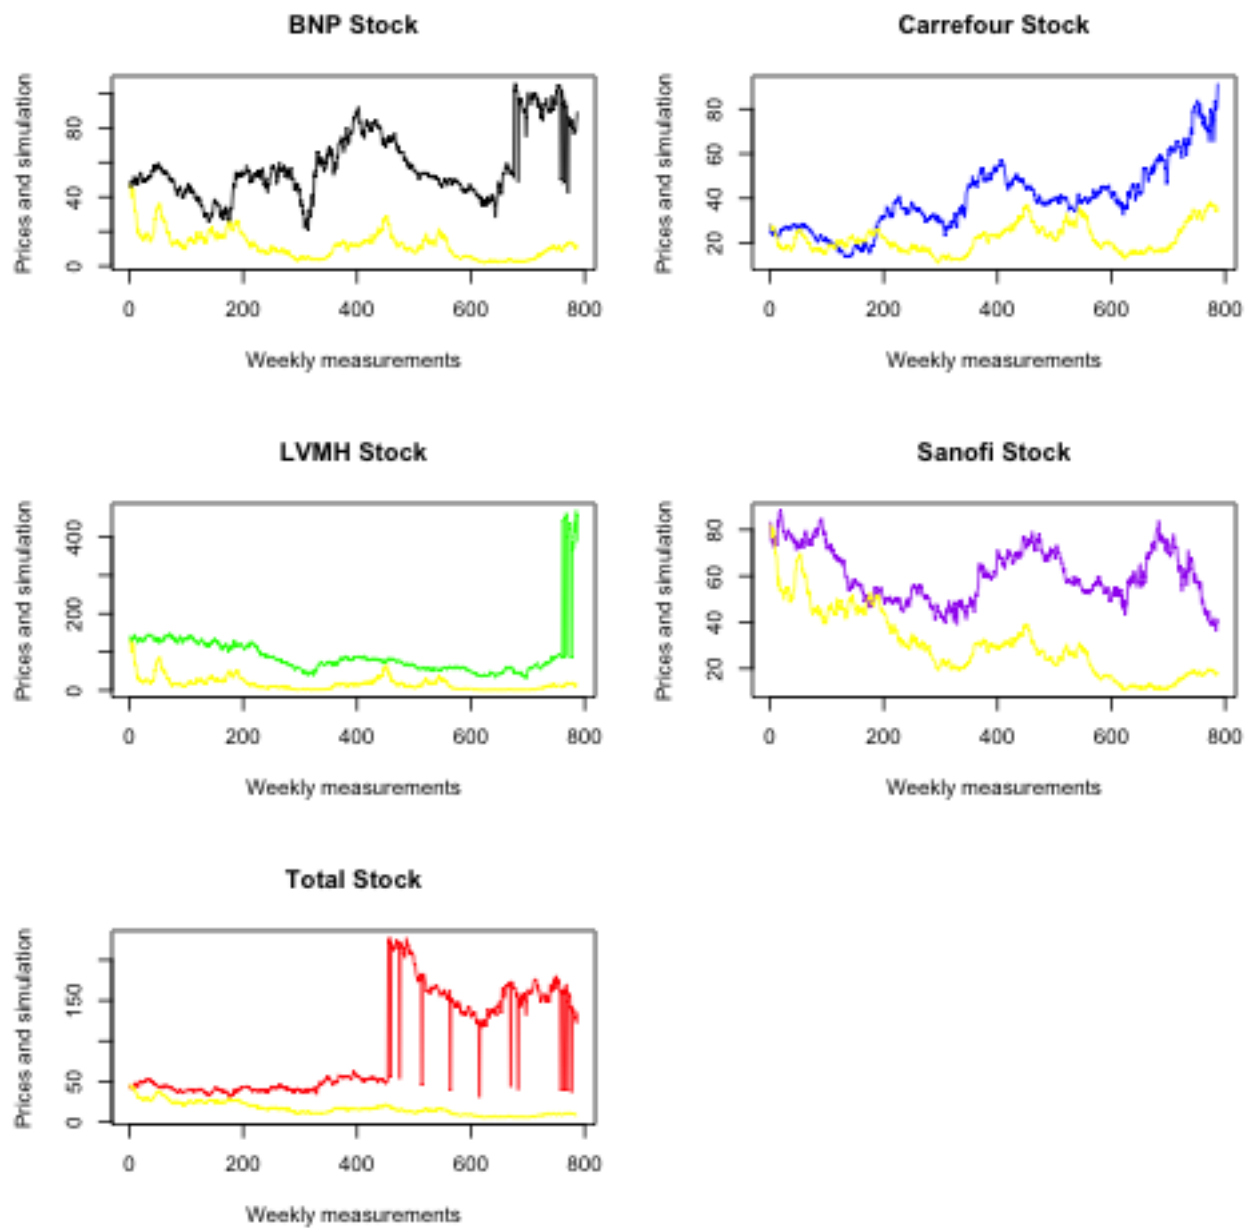 BNP Stock
Prices and simulation
0 40 80
0 200 400 600 800
Weekly measurements
Carrefour Stock
Prices and simulation
20 40 60 80
0 200 400 600 800
Weekly measurements
LVMH Stock
Prices and simulation
0 200 400
0 200 400 600 800
Weekly measurements
Sanofi Stock
Prices and simulation
20 40 60 80
0 200 400 600 800
Weekly measurements
Total Stock
Prices and simulation
0 50 150
0 200 400 600 800
Weekly measurements